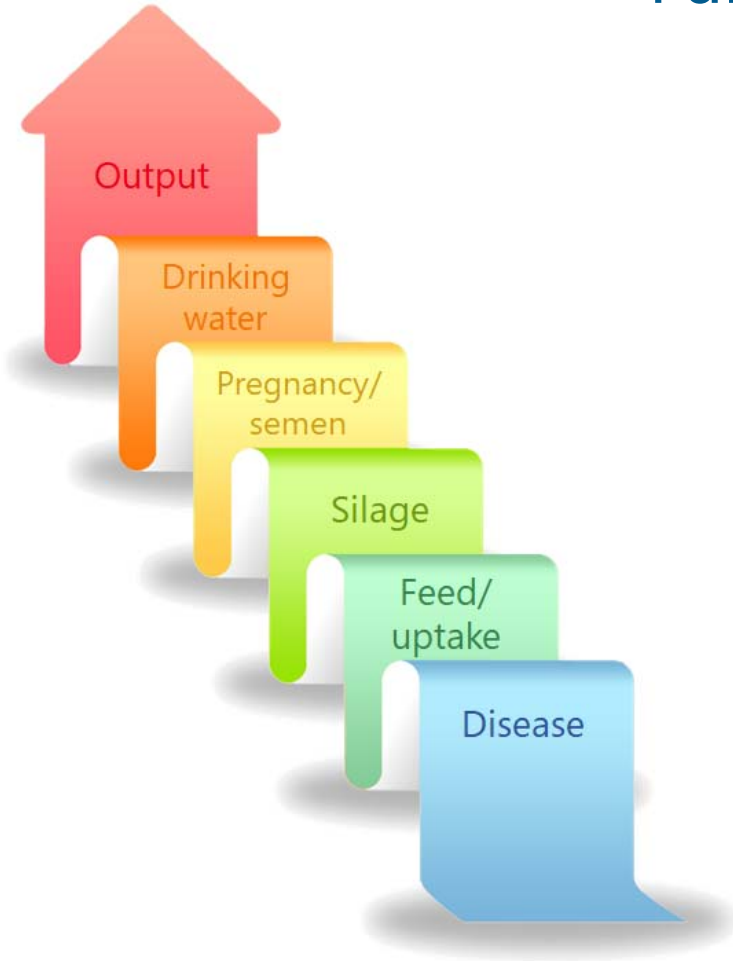 Output
Drinking
water
Pregnancy/
semen
Silage
Feed/
uptake
Disease